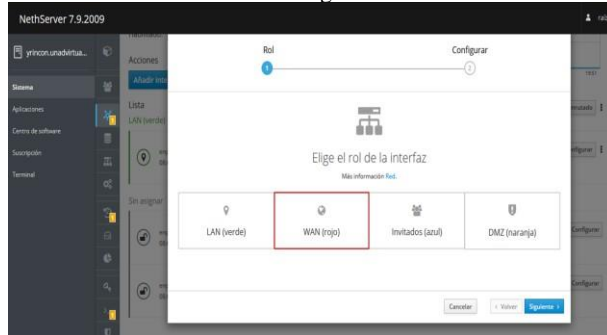 NethServer 7.9.2009
yrincon.unadvirtua...
Sistema
Aplicaciones
Centro de software
Suscripción
Terminal
Acciones
Lista
LAN (verde)
Sin asignar
Rol
Configurar
1
2
Elige el rol de la interfaz
Más información Red.
LAN (verde)
WAN (rojo)
Invitados (azul)
DMZ (naranja)
Cancelar
‹ Volver
Siguiente ›
Configurar
Configurar